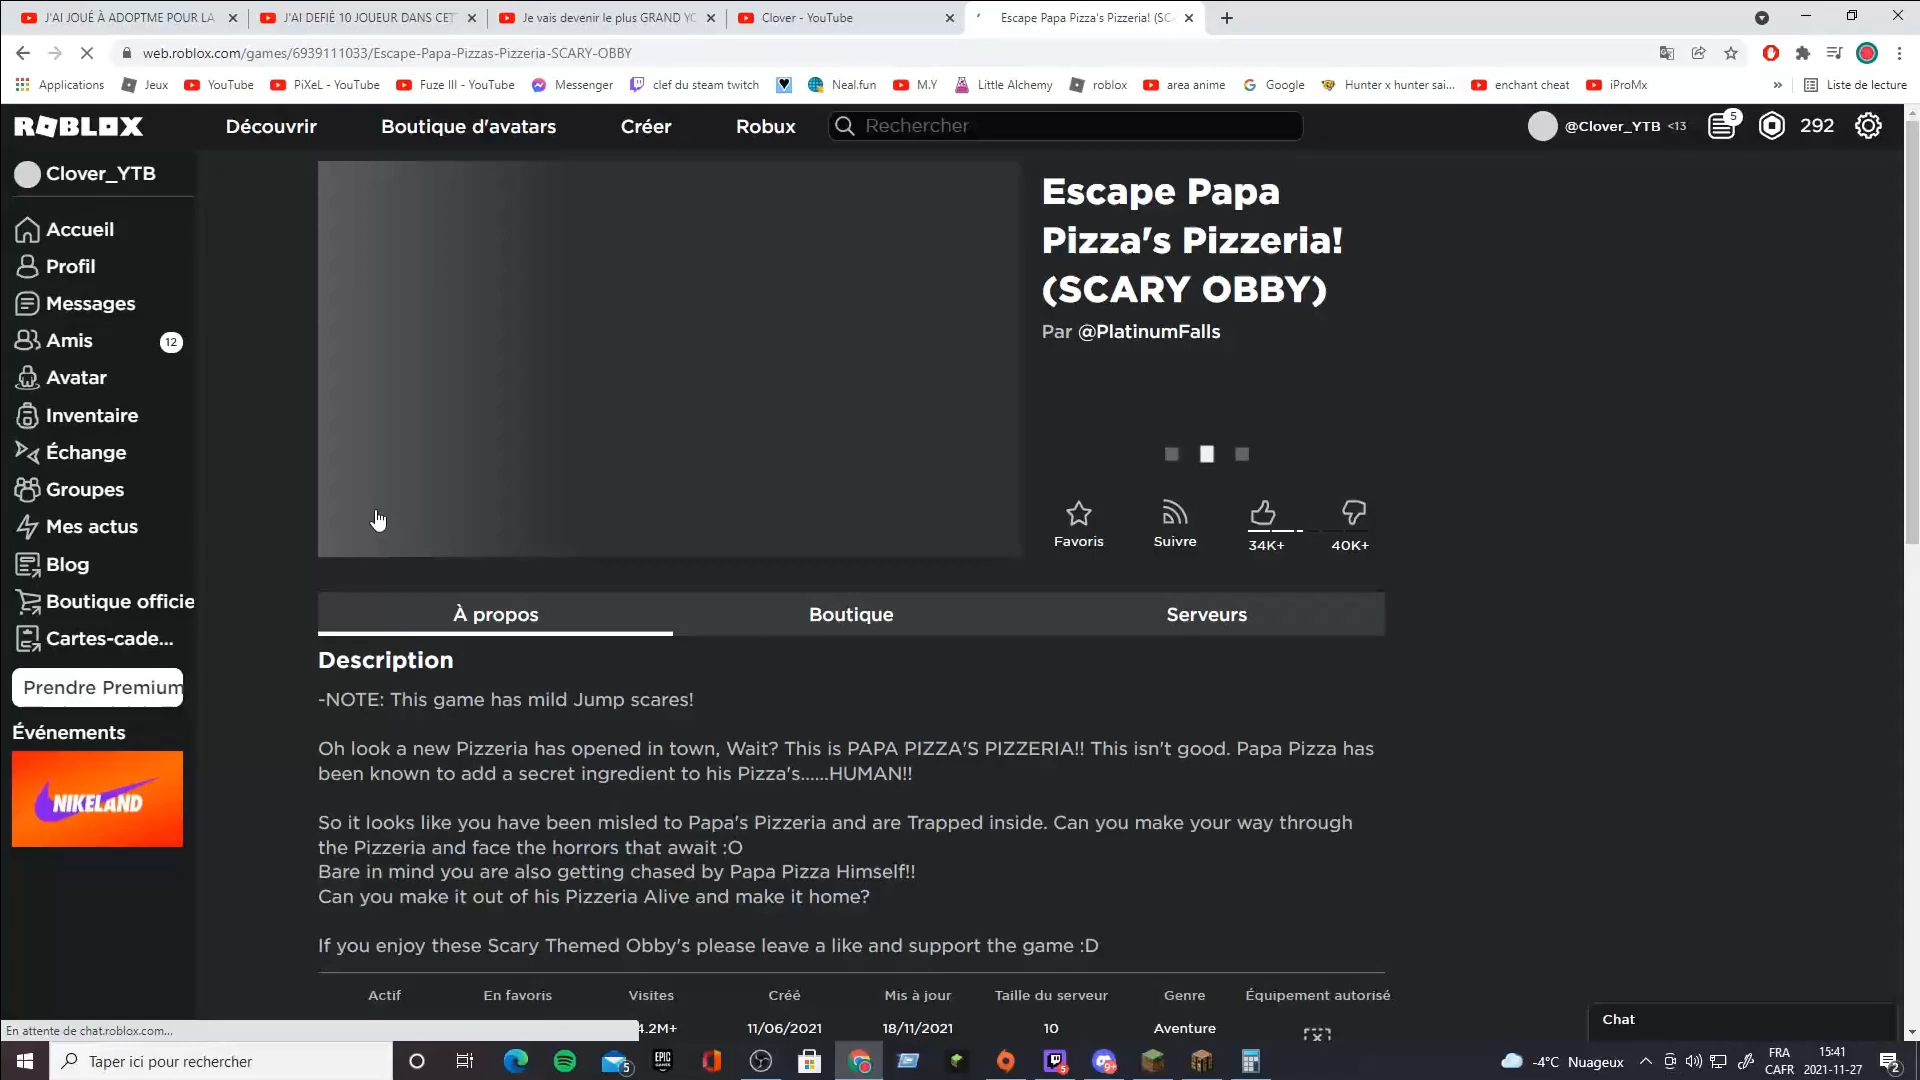 J'AI JOUÉ À ADOPTME POUR LA
J'AI DEFIÉ 10 JOUEUR DANS CET
Je vais devenir le plus GRAND YO
Clover - YouTube
Escape Papa Pizza's Pizzeria! (SC
web.roblox.com/games/6939111033/Escape-Papa-Pizzas-Pizzeria-SCARY-OBBY
Applications Jeux YouTube PiXeL - YouTube Fuze III - YouTube Messenger clef du steam twitch Neal.fun M.Y Little Alchemy roblox area anime Google Hunter x hunter sai... enchant cheat iProMx » Liste de lecture
ROBLOX Découvrir Boutique d'avatars Créer Robux Rechercher @Clover_YTB <13 5 292
Clover_YTB
Accueil
Profil
Messages
Amis 12
Avatar
Inventaire
Échange
Groupes
Mes actus
Blog
Boutique officie
Cartes-cade...
Prendre Premium
Événements
NIKELAND
Escape Papa
Pizza's Pizzeria!
(SCARY OBBY)
Par @PlatinumFalls
Favoris Suivre 34K+ 40K+
À propos Boutique Serveurs
Description
-NOTE: This game has mild Jump scares!
Oh look a new Pizzeria has opened in town, Wait? This is PAPA PIZZA'S PIZZERIA!! This isn't good. Papa Pizza has
been known to add a secret ingredient to his Pizza's......HUMAN!!
So it looks like you have been misled to Papa's Pizzeria and are Trapped inside. Can you make your way through
the Pizzeria and face the horrors that await :O
Bare in mind you are also getting chased by Papa Pizza Himself!!
Can you make it out of his Pizzeria Alive and make it home?
If you enjoy these Scary Themed Obby's please leave a like and support the game :D
Actif En favoris Visites Créé Mis à jour Taille du serveur Genre Équipement autorisé
4.2M+ 11/06/2021 18/11/2021 10 Aventure
Chat
En attente de chat.roblox.com...
Taper ici pour rechercher
5
EPIC GAMES
5
9+
-4°C Nuageux
FRA
CAFR
15:41
2021-11-27
2